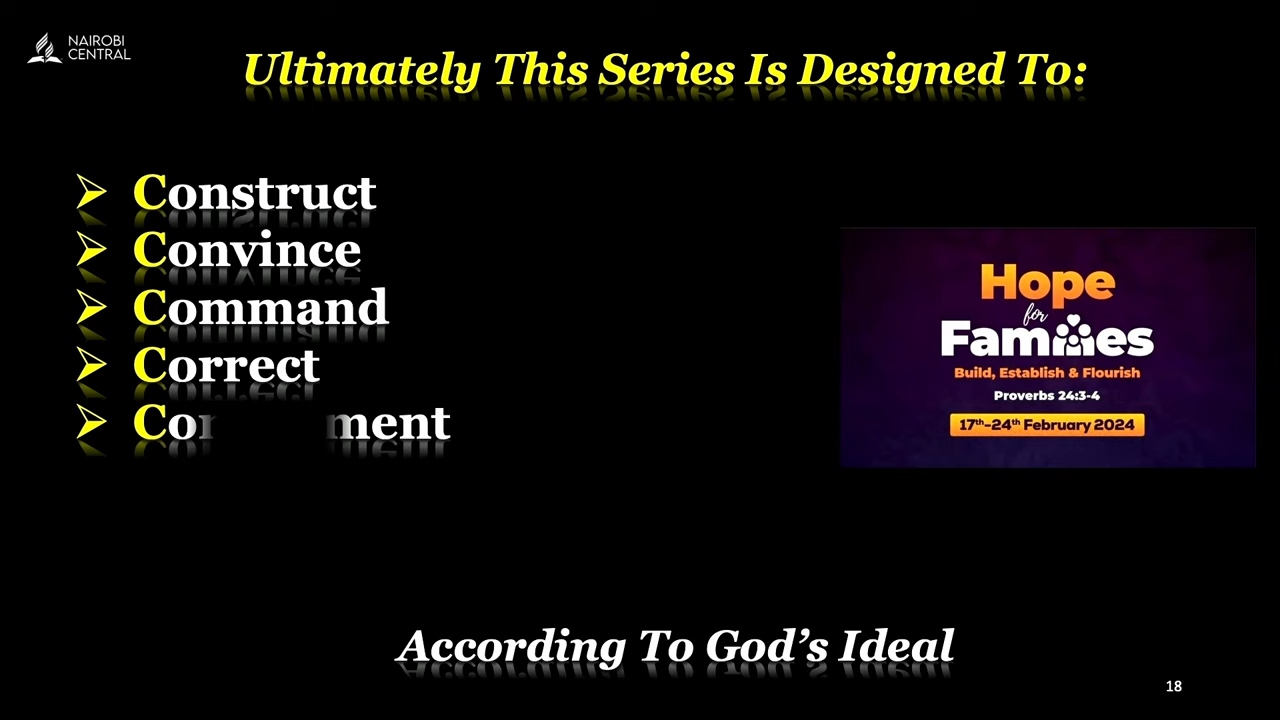 NAIROBI
CENTRAL
Ultimately This Series Is Designed To:
Construct
Convince
Command
Correct
Hope
for
Families
Build, Establish & Flourish
Proverbs 24:3-4
17th-24th February 2024
According To God's Ideal
18